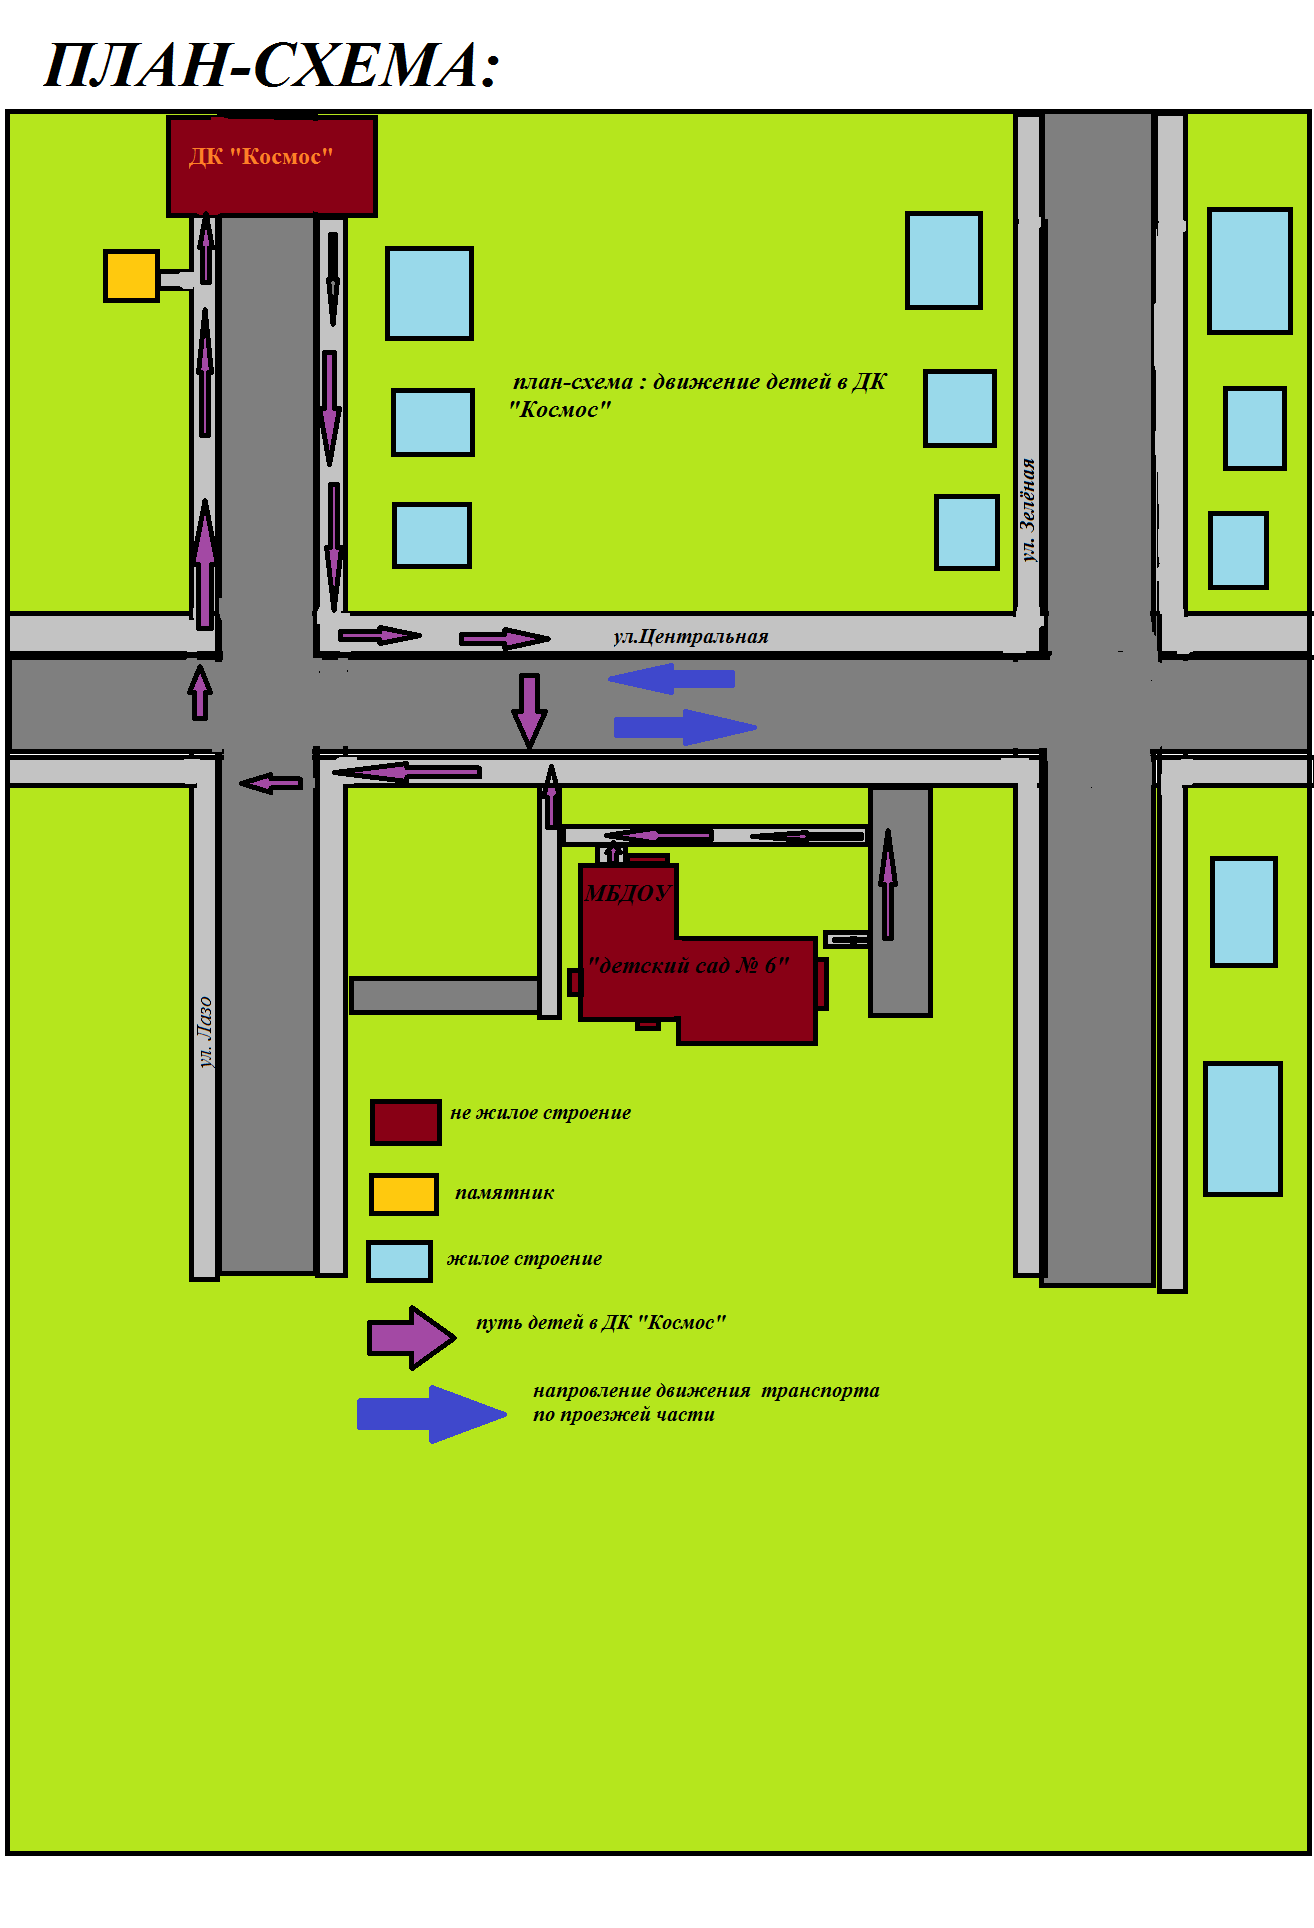 ПЛАН-СХЕМА:
ДК "Космос"
план-схема : движение детей в ДК
"Космос"
ул. Зелёная
ул.Центральная
МБДОУ
"детский сад № 6"
ул. Лазо
не жилое строение
памятник
жилое строение
путь детей в ДК "Космос"
напровление движения транспорта
по проезжей части